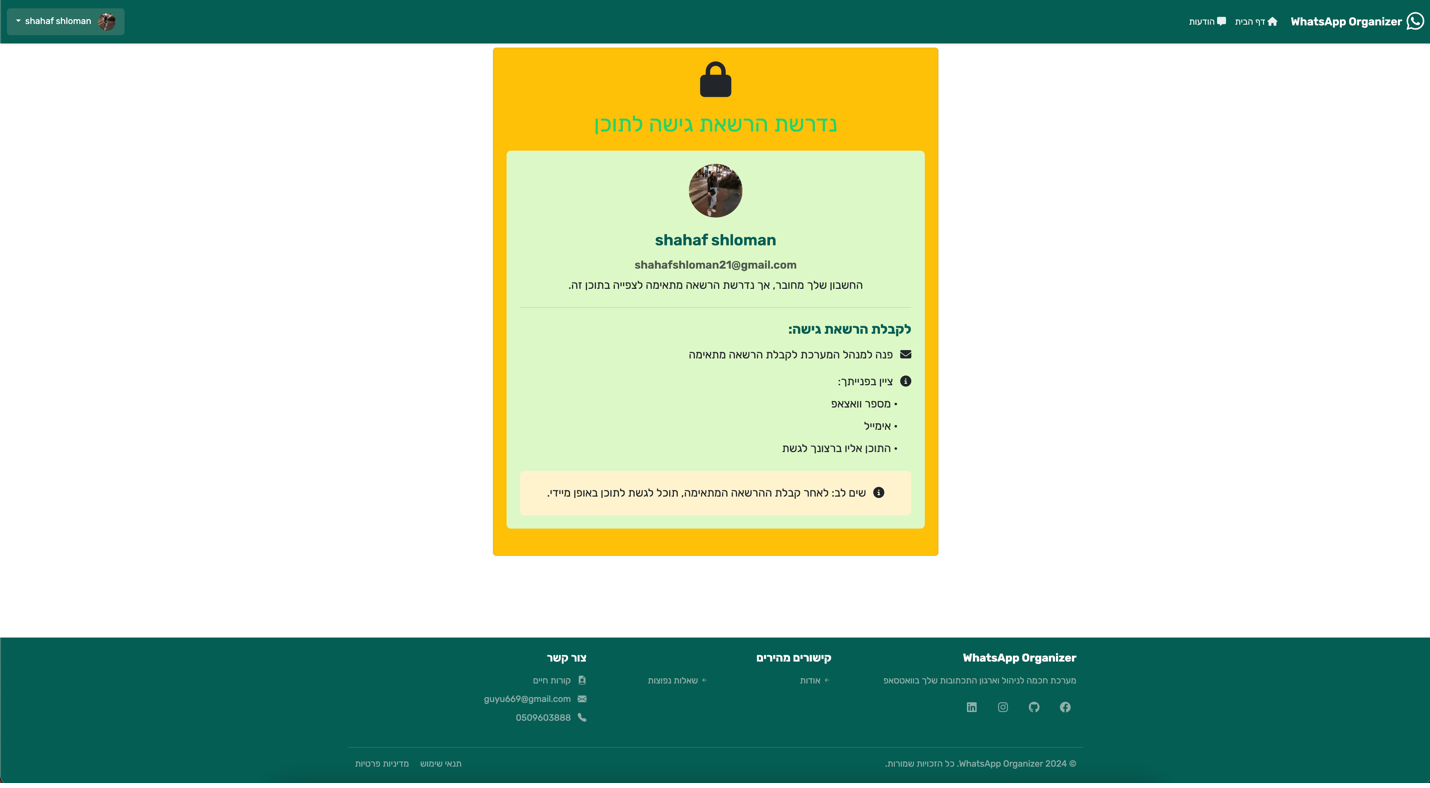 WhatsApp Organizer
דף הבית
הודעות
shahaf shloman
נדרשת הרשאת גישה לתוכן
shahaf shloman
shahafshloman21@gmail.com
החשבון שלך מחובר, אך נדרשת הרשאה מתאימה לצפייה בתוכן זה.
לקבלת הרשאת גישה:
פנה למנהל המערכת לקבלת הרשאה מתאימה
ציין בפנייתך:
• מספר וואצאפ
• אימייל
• התוכן אליו ברצונך לגשת
שים לב: לאחר קבלת ההרשאה המתאימה, תוכל לגשת לתוכן באופן מיידי.
WhatsApp Organizer
מערכת חכמה לניהול וארגון התכתובות שלך בוואטסאפ
קישורים מהירים
אודות
שאלות נפוצות
צור קשר
קורות חיים
guyu669@gmail.com
0509603888
© 2024 WhatsApp Organizer. כל הזכויות שמורות.
תנאי שימוש
מדיניות פרטיות